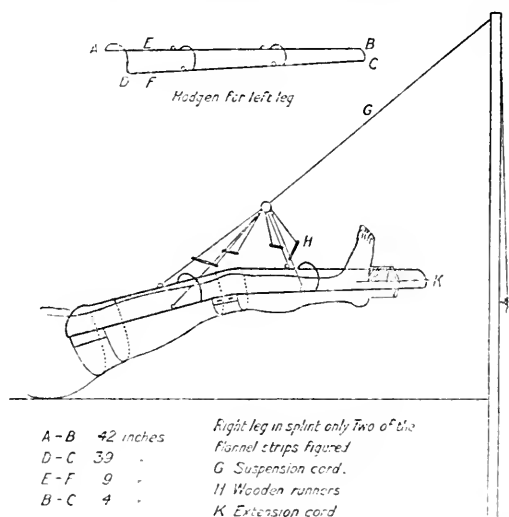 A E B
D F C
Hodgen for left leg
G
H
K
A-B 42 inches
D-C 39 "
E-F 9 "
B-C 4 "
Right leg in splint only Two of the
flannel strips figured
G Suspension cord.
H Wooden runners
K Extension cord